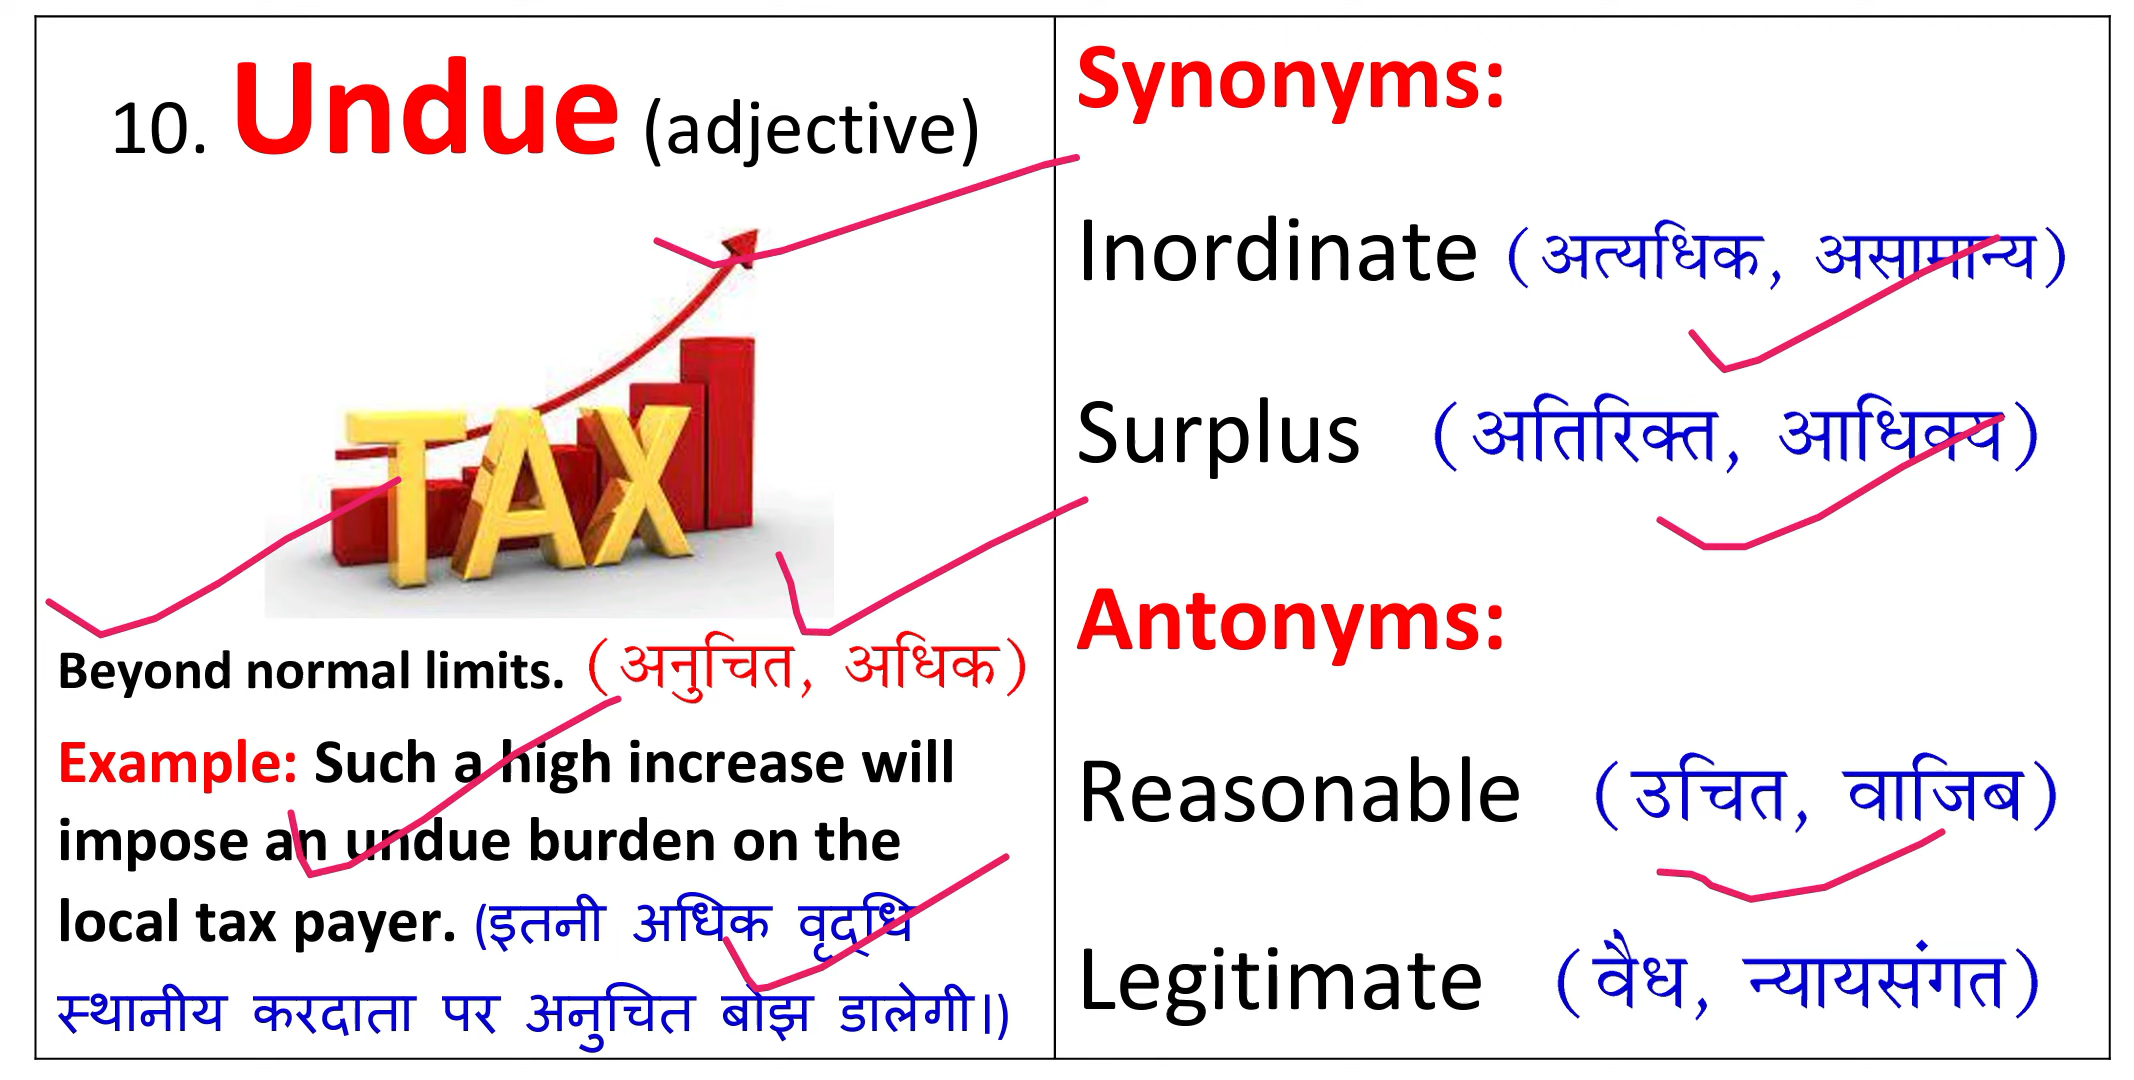 10. Undue (adjective)
TAX
Beyond normal limits. (अनुचित, अधिक)
Example: Such a high increase will
impose an undue burden on the
local tax payer. (इतनी अधिक वृद्धि
स्थानीय करदाता पर अनुचित बोझ डालेगी।)
Synonyms:
Inordinate (अत्यधिक, असामान्य)
Surplus (अतिरिक्त, आधिक्य)
Antonyms:
Reasonable (उचित, वाजिब)
Legitimate (वैध, न्यायसंगत)